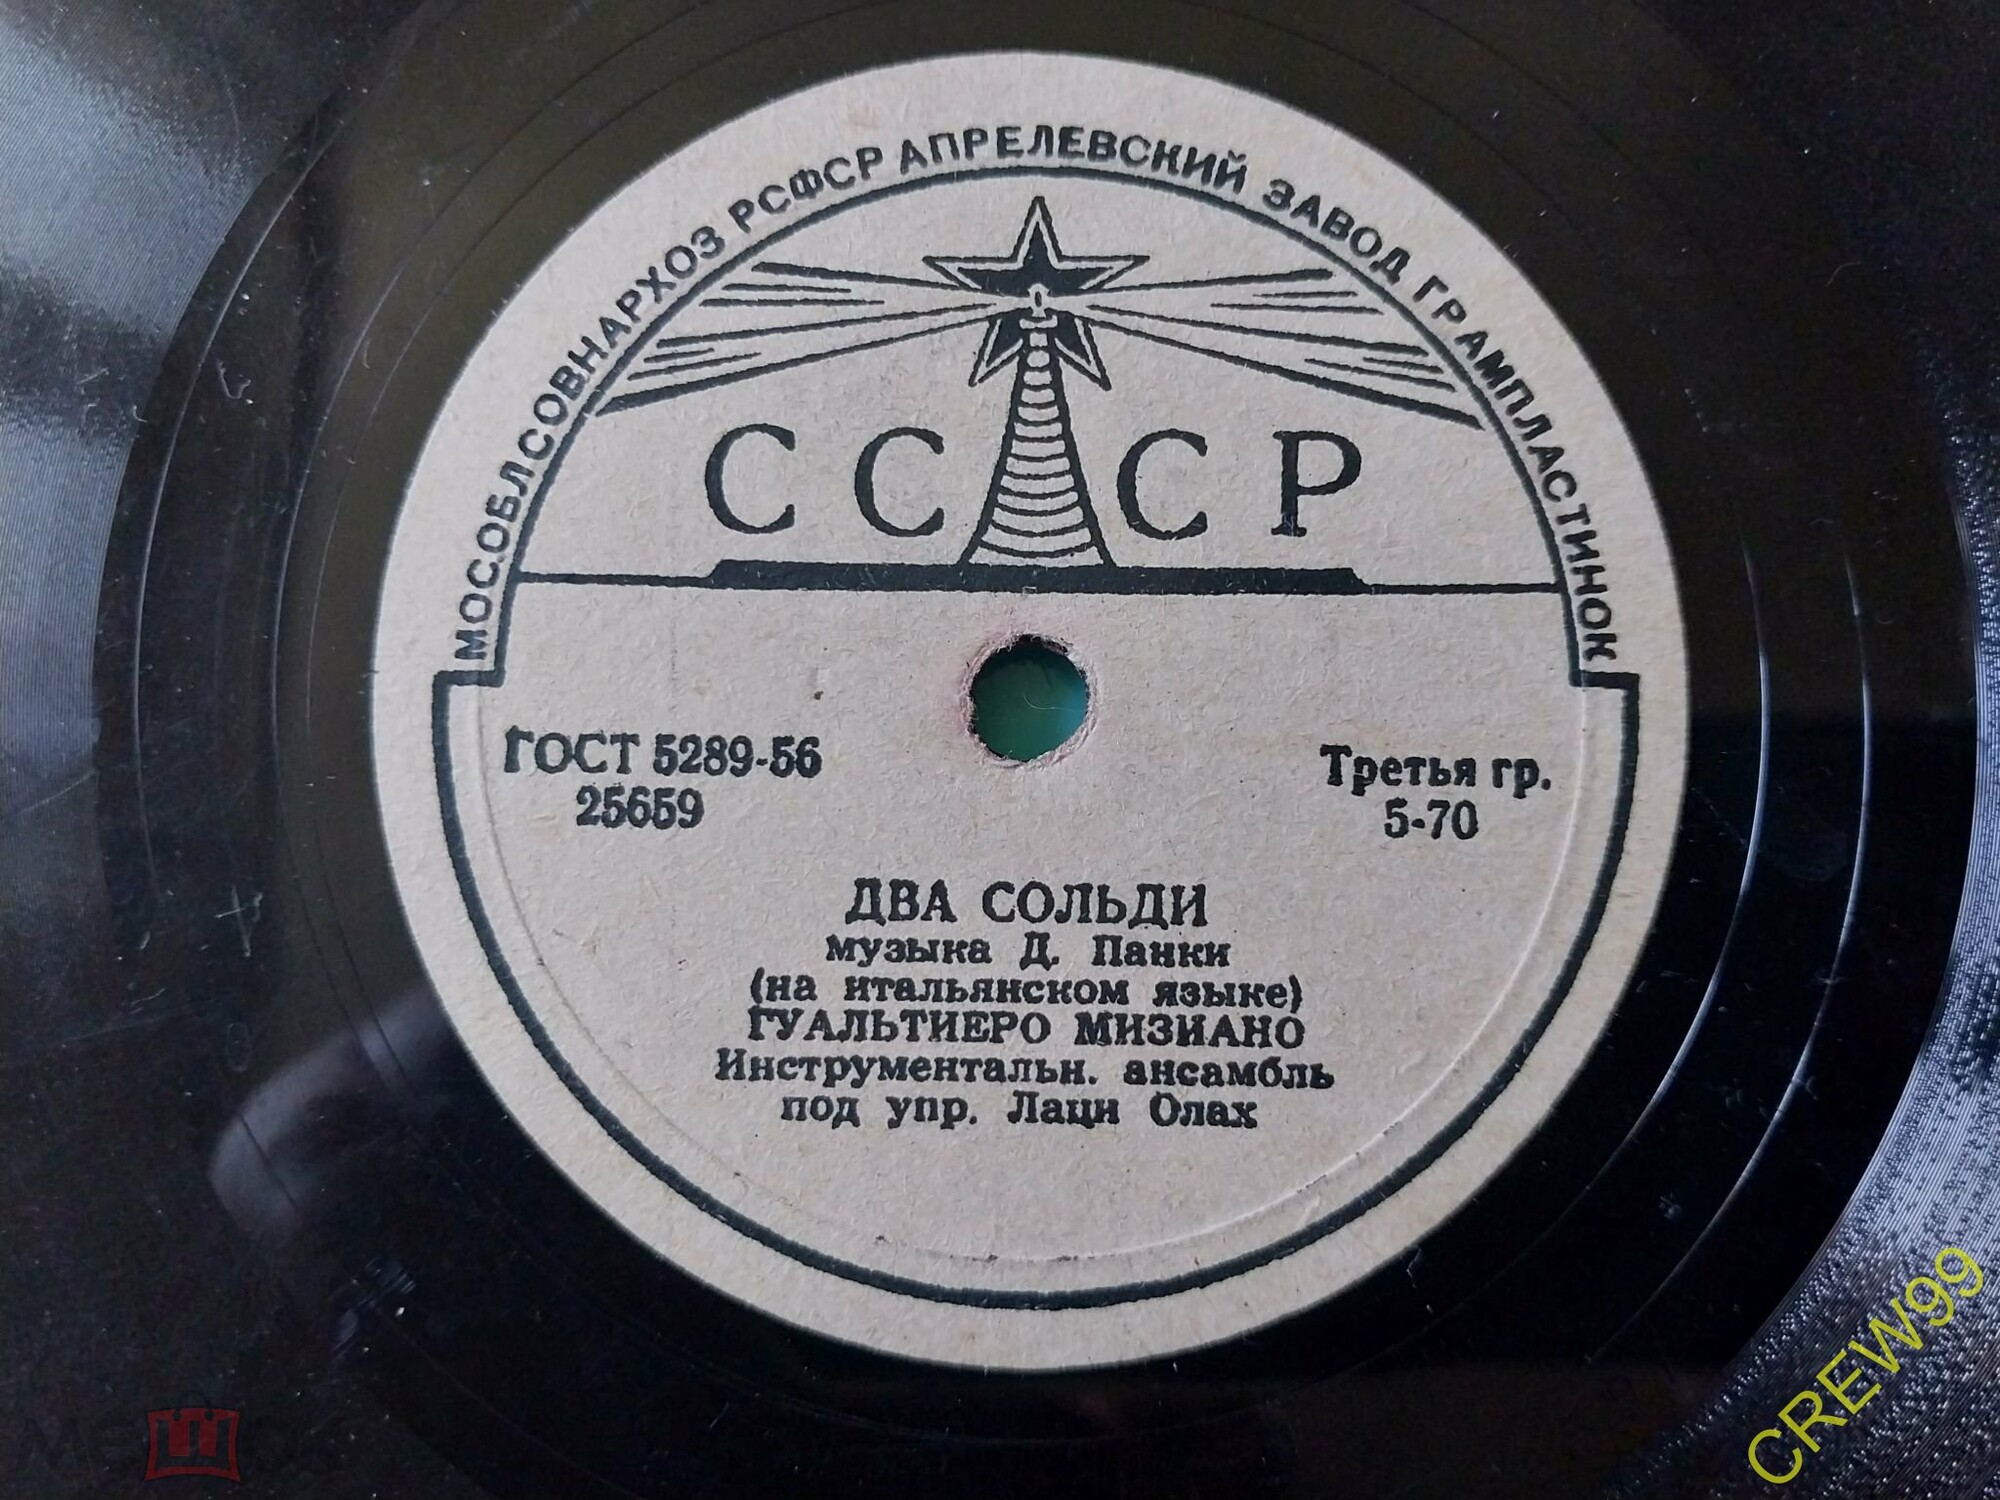 МОСОБЛСОВНАРХОЗ РСФСР АПРЕЛЕВСКИЙ ЗАВОД ГРАМПЛАСТИНОК
СССР
ГОСТ 5289-56
25659
Третья гр.
5-70
ДВА СОЛЬДИ
музыка Д. Панки
(на итальянском языке)
ГУАЛЬТИЕРО МИЗИАНО
Инструментальн. ансамбль
под упр. Лаци Олах
мешок
CREW99